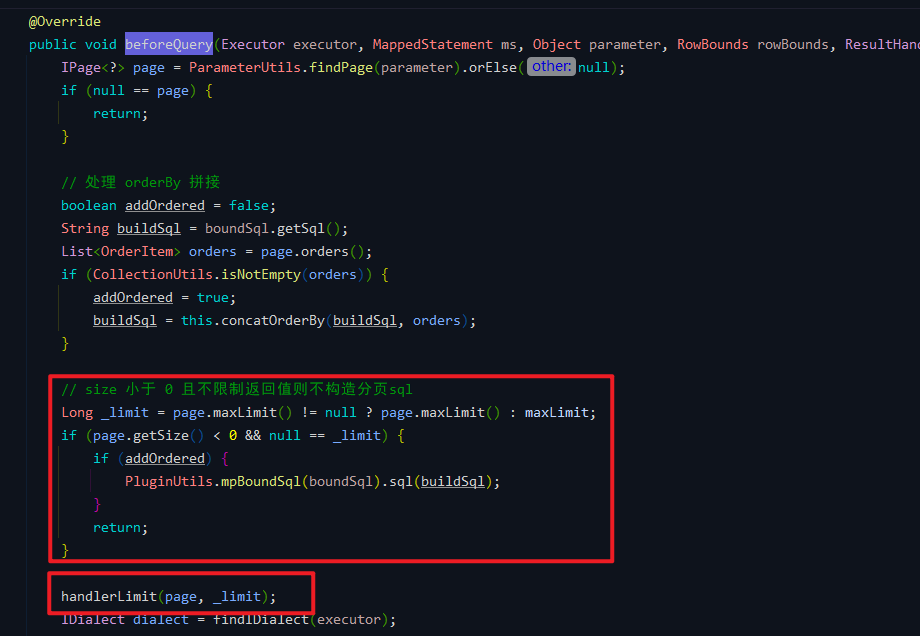 @Override
public void beforeQuery(Executor executor, MappedStatement ms, Object parameter, RowBounds rowBounds, ResultHan
IPage<?> page = ParameterUtils.findPage(parameter).orElse( other: null);
if (null == page) {
return;
}
// 处理 orderBy 拼接
boolean addOrdered = false;
String buildSql = boundSql.getSql();
List<OrderItem> orders = page.orders();
if (CollectionUtils.isNotEmpty(orders)) {
addOrdered = true;
buildSql = this.concatOrderBy(buildSql, orders);
}
// size 小于 0 且不限制返回值则不构造分页sql
Long _limit = page.maxLimit() != null ? page.maxLimit() : maxLimit;
if (page.getSize() < 0 && null == _limit) {
if (addOrdered) {
PluginUtils.mpBoundSql(boundSql).sql(buildSql);
}
return;
}
handlerLimit(page, _limit);
IDialect dialect = findIDialect(executor);